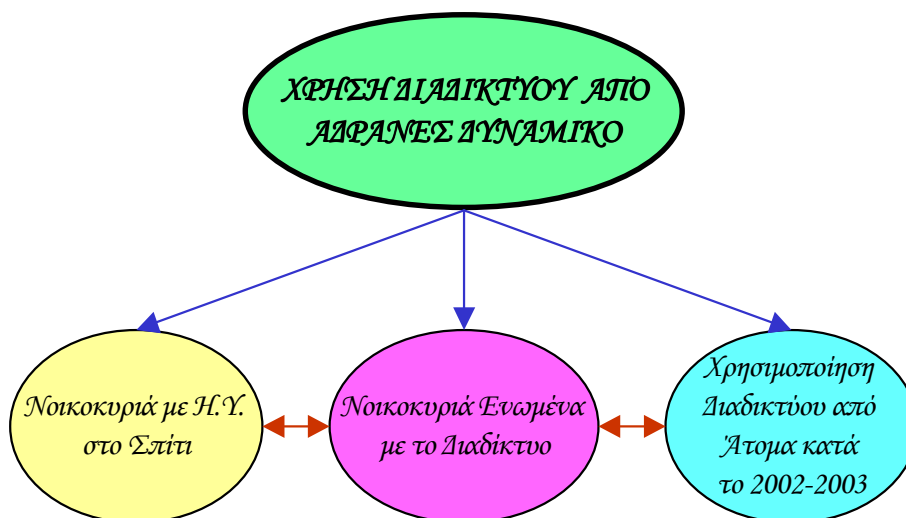 ΧΡΗΣΗ ΔΙΑΔΙΚΤΥΟΥ ΑΠΟ
ΑΔΡΑΝΕΣ ΔΥΝΑΜΙΚΟ
Νοικοκυριά με Η.Υ.
στο Σπίτι
Νοικοκυριά Ενωμένα
με το Διαδίκτυο
Χρησιμοποίηση
Διαδικτύου από
Άτομα κατά
το 2002-2003